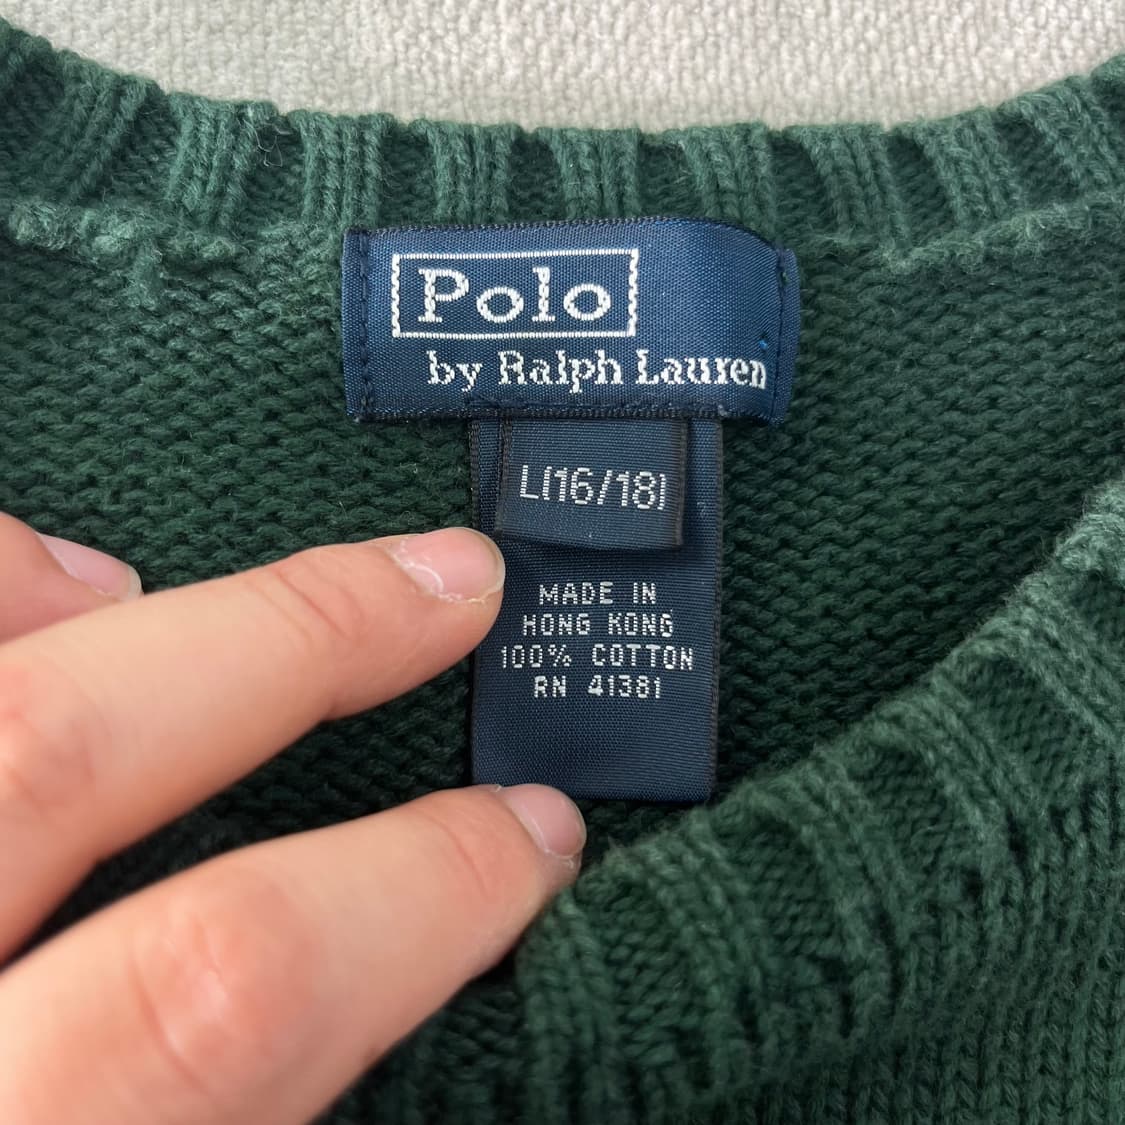 Polo
by Ralph Lauren
L(16/18)
MADE IN
HONG KONG
100% COTTON
RN 41381